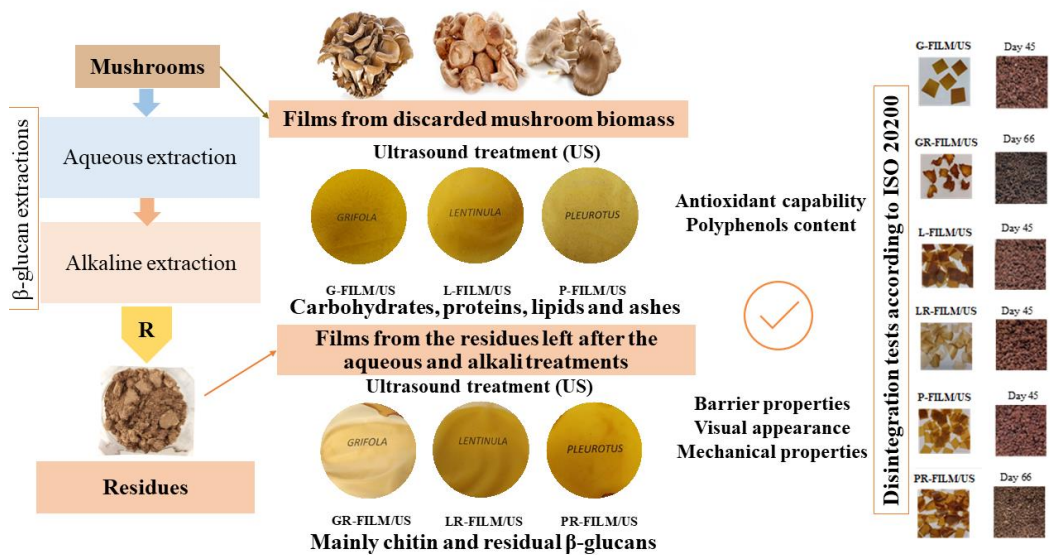 Mushrooms
β-glucan extractions
Aqueous extraction
Alkaline extraction
R
Residues
Films from discarded mushroom biomass
Ultrasound treatment (US)
GRIFOLA
LENTINULA
PLEUROTUS
G-FILM/US
L-FILM/US
P-FILM/US
Carbohydrates, proteins, lipids and ashes
Films from the residues left after the
aqueous and alkali treatments
Ultrasound treatment (US)
GRIFOLA
LENTINULA
PLEUROTUS
GR-FILM/US
LR-FILM/US
PR-FILM/US
Mainly chitin and residual β-glucans
Antioxidant capability
Polyphenols content
Barrier properties
Visual appearance
Mechanical properties
Disintegration tests according to ISO 20200
G-FILM/US
Day 45
GR-FILM/US
Day 66
L-FILM/US
Day 45
LR-FILM/US
Day 45
P-FILM/US
Day 45
PR-FILM/US
Day 66